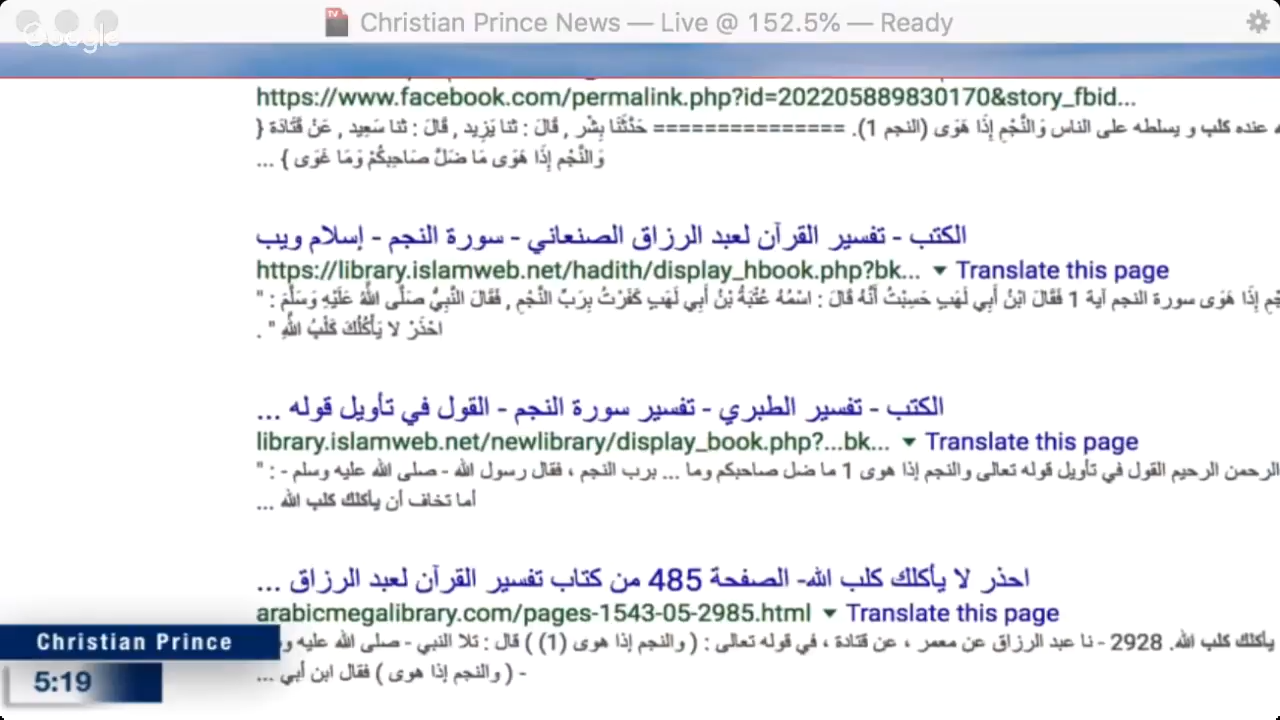 Google
Christian Prince News — Live @ 152.5% — Ready
https://www.facebook.com/permalink.php?id=202205889830170&story_fbid...
عنده كلب و يسلطه على الناس وَالنَّجْمِ إِذَا هَوَى (النجم 1). =============== حَدَّثَنَا بِشْر , قَالَ : ثنا يَزِيد , قَالَ : ثنا سَعِيد , عَنْ قَتَادَة {
وَالنَّجْم إِذَا هَوَى مَا ضَلَّ صَاحِبكُمْ وَمَا غَوَى } ...
الكتب - تفسير القرآن لعبد الرزاق الصنعاني - سورة النجم - إسلام ويب
https://library.islamweb.net/hadith/display_hbook.php?bk... ▼ Translate this page
إِذَا هَوَى سورة النجم آية 1 فَقَالَ ابْنُ أَبِي لَهَبٍ حَسِبْتُ أَنَّهُ قَالَ : اسْمُهُ عُتْبَةُ بْنُ أَبِي لَهَبٍ كَفَرْتُ بِرَبِّ النَّجْمِ , فَقَالَ النَّبِيُّ صَلَّى اللَّهُ عَلَيْهِ وَسَلَّمَ : "
احْذَرْ لا يَأْكُلُكَ كَلْبُ اللَّهِ " .
الكتب - تفسير الطبري - تفسير سورة النجم - القول في تأويل قوله ...
library.islamweb.net/newlibrary/display_book.php?...bk... ▼ Translate this page
الرحمن الرحيم القول في تأويل قوله تعالى والنجم إذا هوى 1 ما ضل صاحبكم وما ... برب النجم ، فقال رسول الله - صلى الله عليه وسلم - : "
أما تخاف أن يأكلك كلب الله ...
احذر لا يأكلك كلب الله- الصفحة 485 من كتاب تفسير القرآن لعبد الرزاق ...
arabicmegalibrary.com/pages-1543-05-2985.html ▼ Translate this page
يأكلك كلب الله. 2928 - نا عبد الرزاق عن معمر ، عن قتادة ، في قوله تعالى : ( والنجم إذا هوى (1) ) قال : تلا النبي - صلى الله عليه
- ( والنجم إذا هوى ) فقال ابن أبي ...
Christian Prince
5:19